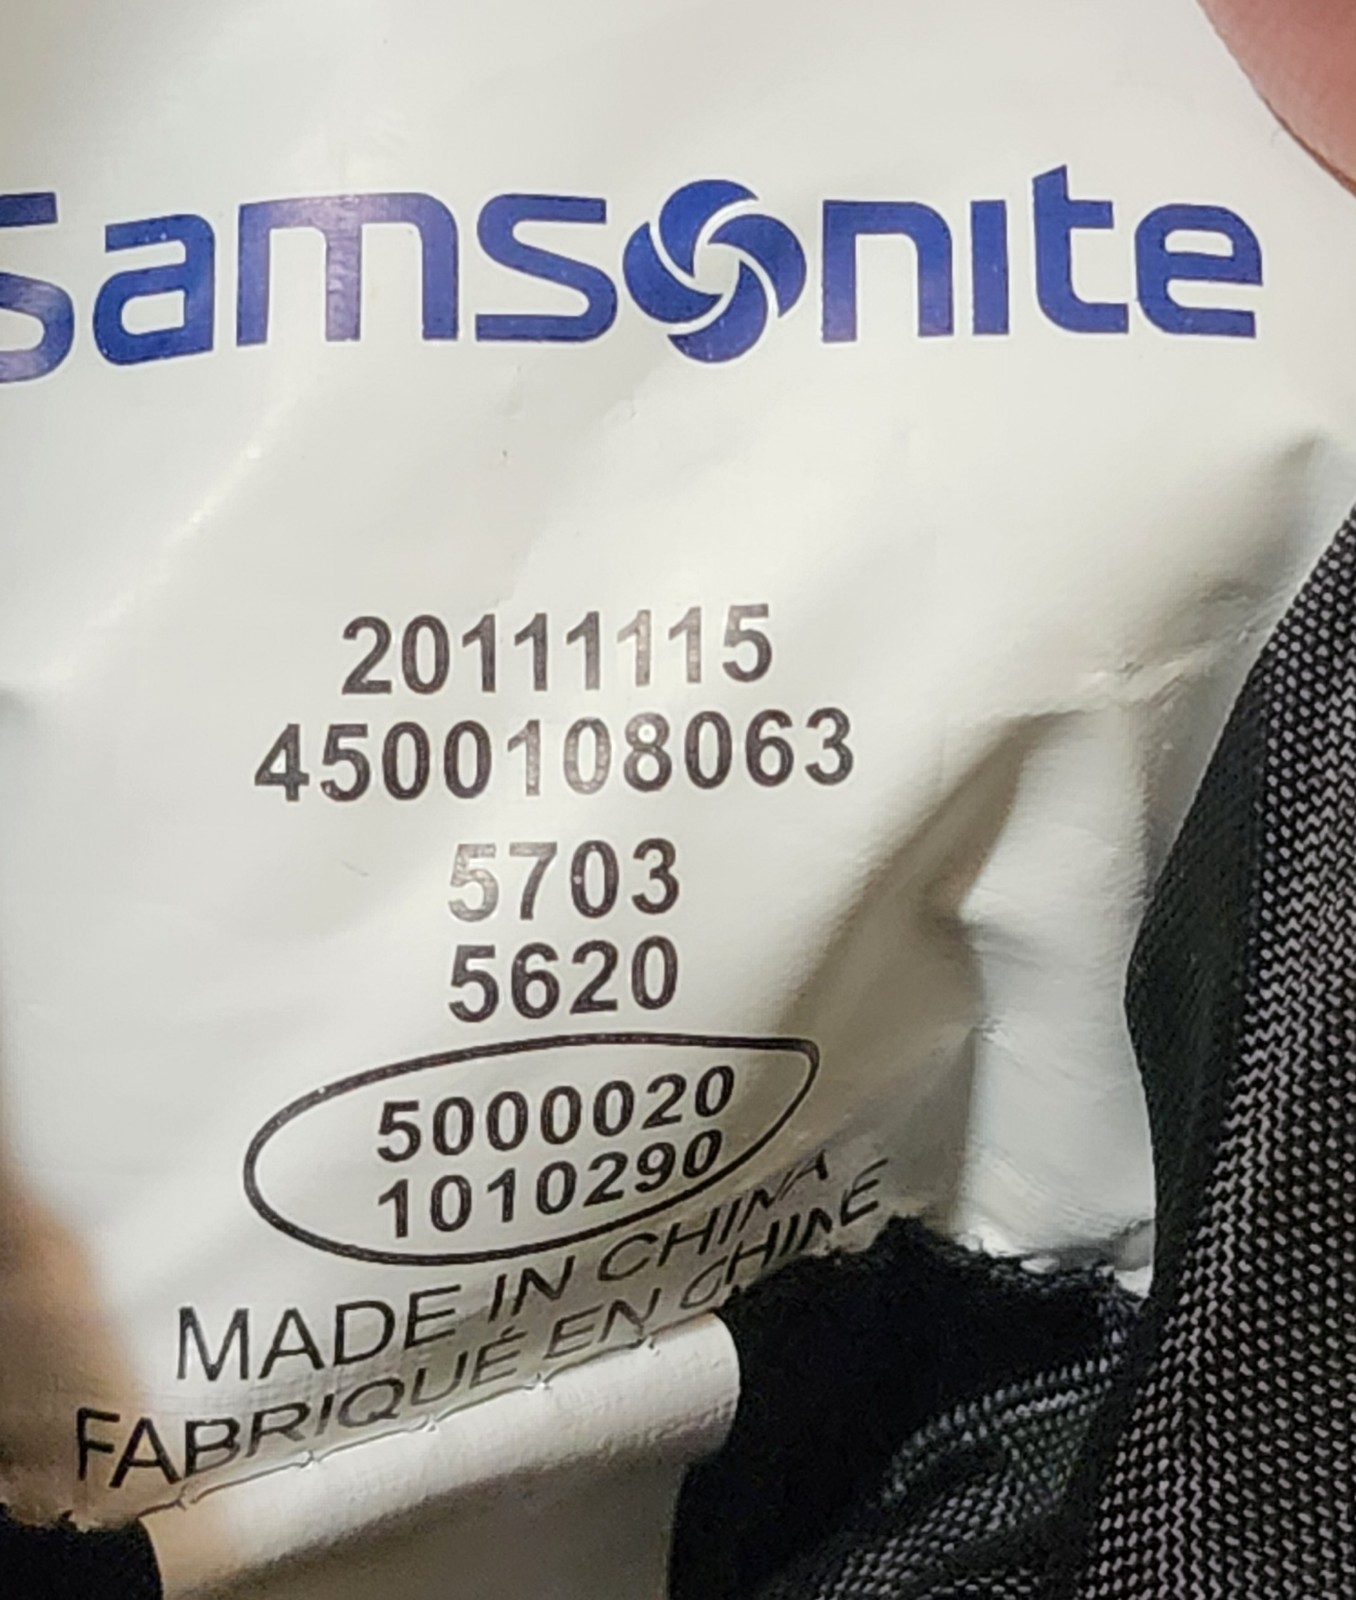 Samsonite
20111115
4500108063
5703
5620
5000020
1010290
MADE IN CHINA
FABRIQUÉ EN CHINE